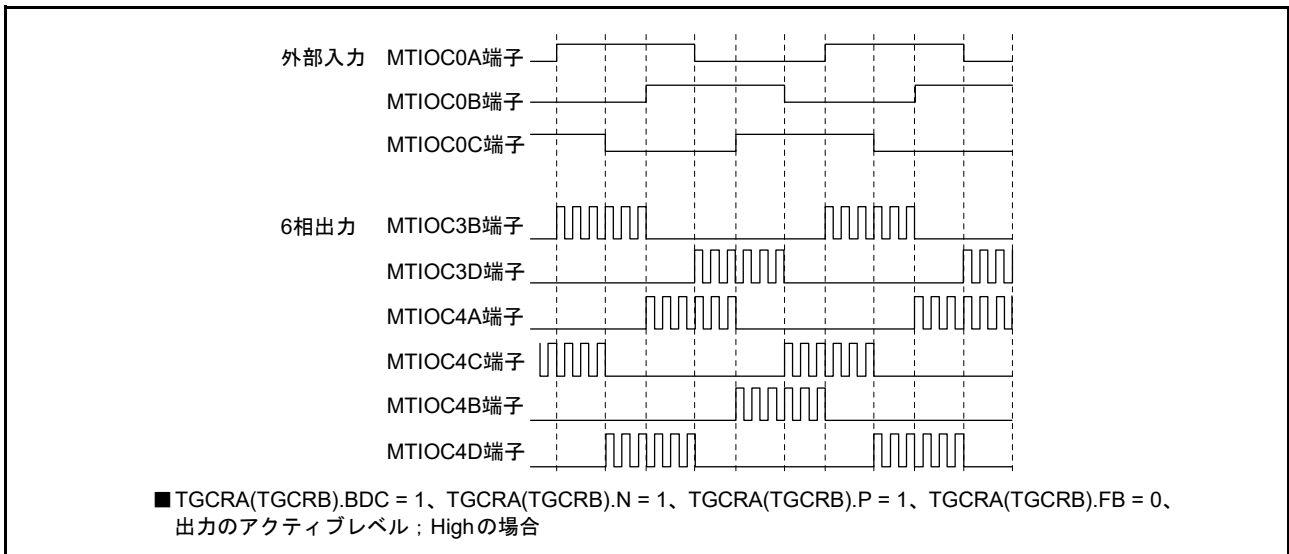 外部入力 MTIOC0A端子
MTIOC0B端子
MTIOC0C端子
6相出力 MTIOC3B端子
MTIOC3D端子
MTIOC4A端子
MTIOC4C端子
MTIOC4B端子
MTIOC4D端子
■TGCRA(TGCRB).BDC = 1、TGCRA(TGCRB).N = 1、TGCRA(TGCRB).P = 1、TGCRA(TGCRB).FB = 0、
出力のアクティブレベル；Highの場合